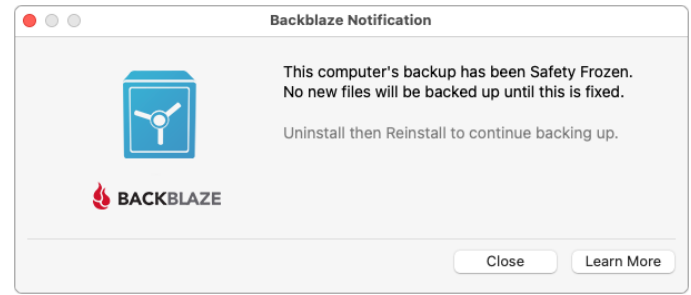 Backblaze Notification
This computer's backup has been Safety Frozen.
No new files will be backed up until this is fixed.
Uninstall then Reinstall to continue backing up.
BACKBLAZE
Close
Learn More